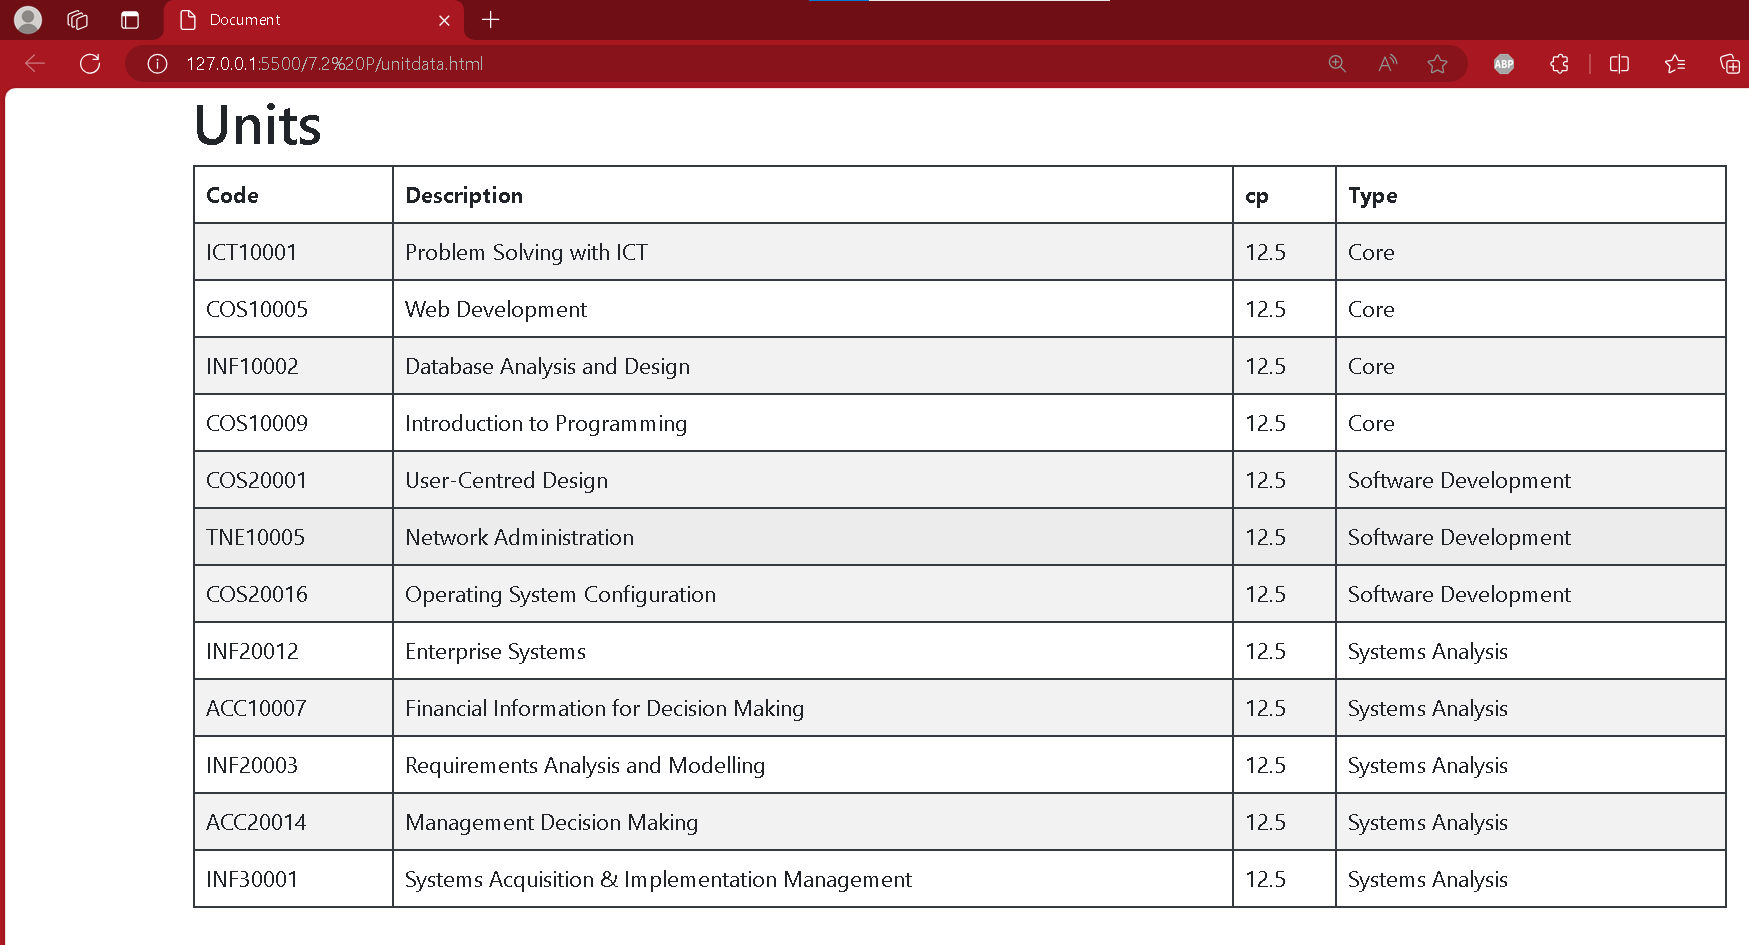 Document
127.0.0.1:5500/7.2%20P/unitdata.html
ABP
Units
Code Description cp Type
ICT10001 Problem Solving with ICT 12.5 Core
COS10005 Web Development 12.5 Core
INF10002 Database Analysis and Design 12.5 Core
COS10009 Introduction to Programming 12.5 Core
COS20001 User-Centred Design 12.5 Software Development
TNE10005 Network Administration 12.5 Software Development
COS20016 Operating System Configuration 12.5 Software Development
INF20012 Enterprise Systems 12.5 Systems Analysis
ACC10007 Financial Information for Decision Making 12.5 Systems Analysis
INF20003 Requirements Analysis and Modelling 12.5 Systems Analysis
ACC20014 Management Decision Making 12.5 Systems Analysis
INF30001 Systems Acquisition & Implementation Management 12.5 Systems Analysis